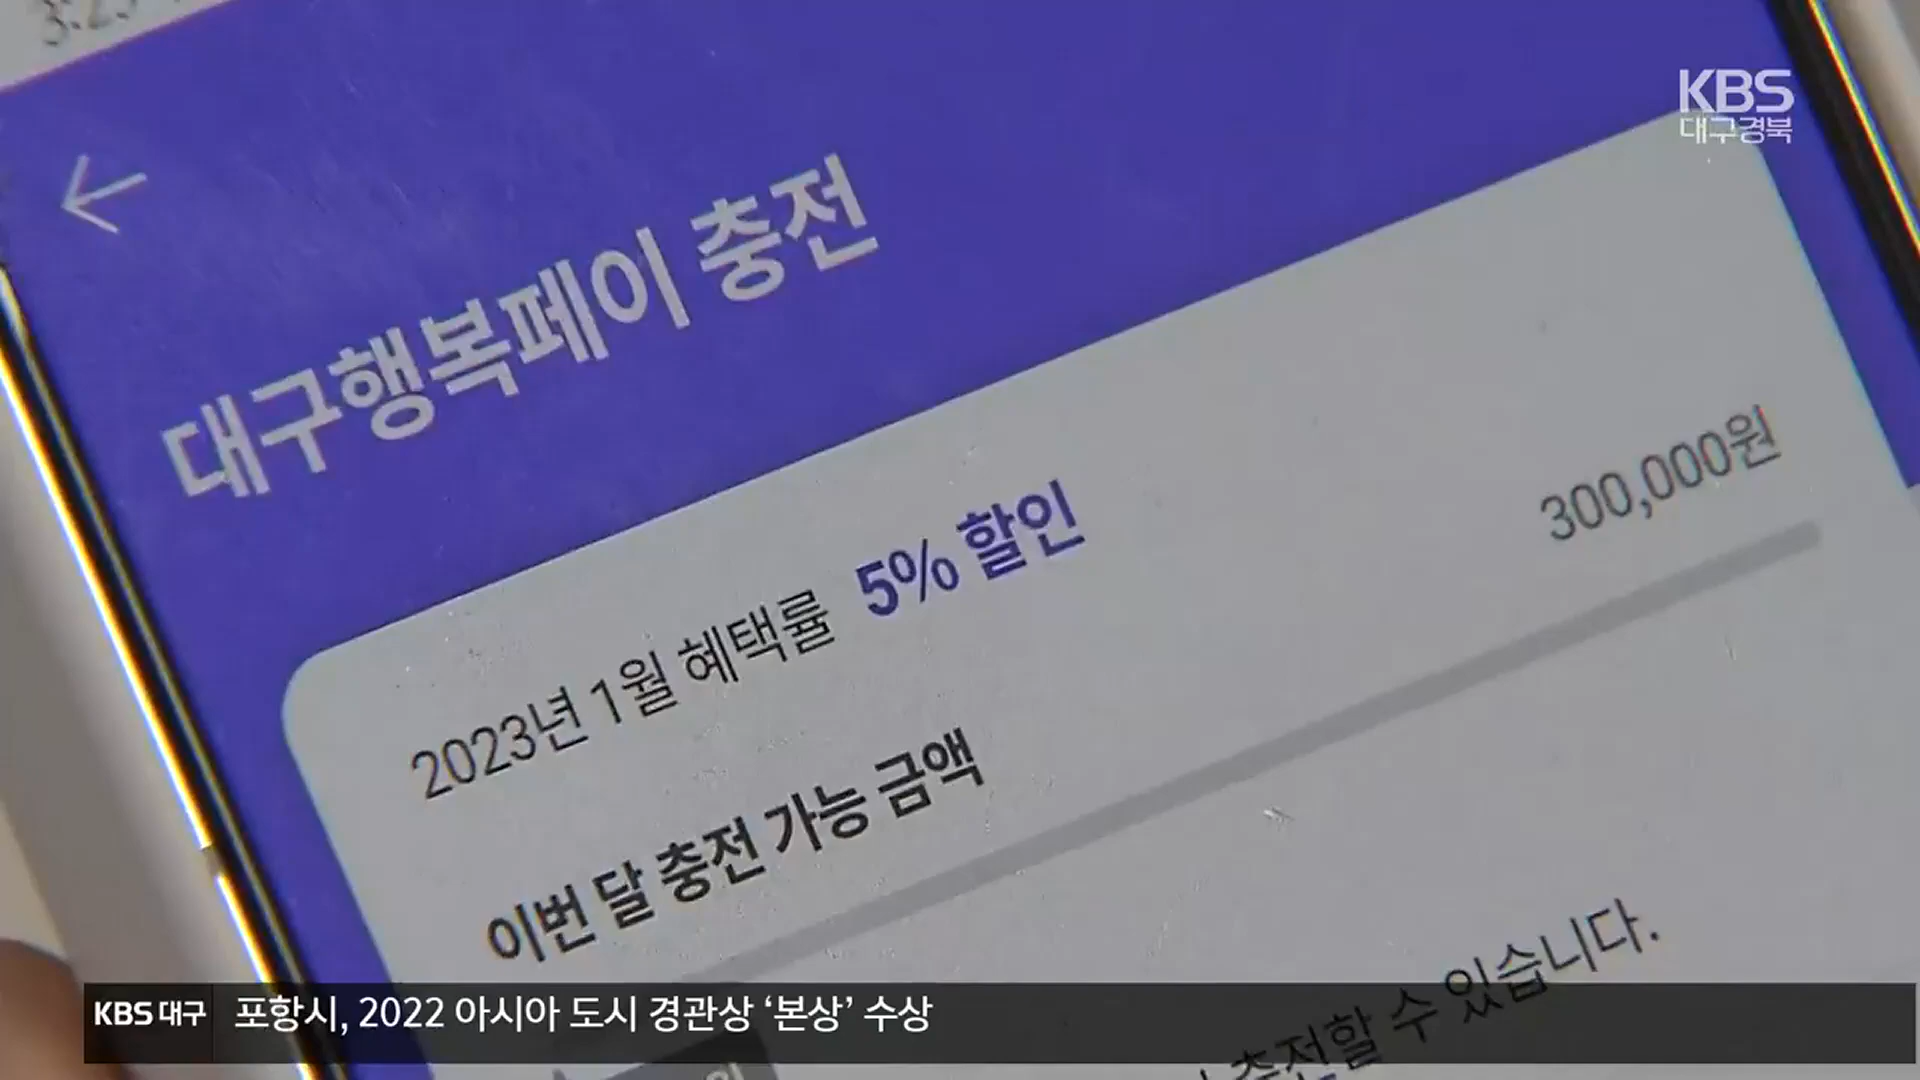 KBS
대구경북
대구행복페이 충전
2023년 1월 혜택률 5% 할인
이번 달 충전 가능 금액
300,000원
충전할 수 있습니다.
KBS 대구
포항시, 2022 아시아 도시 경관상 ‘본상’ 수상